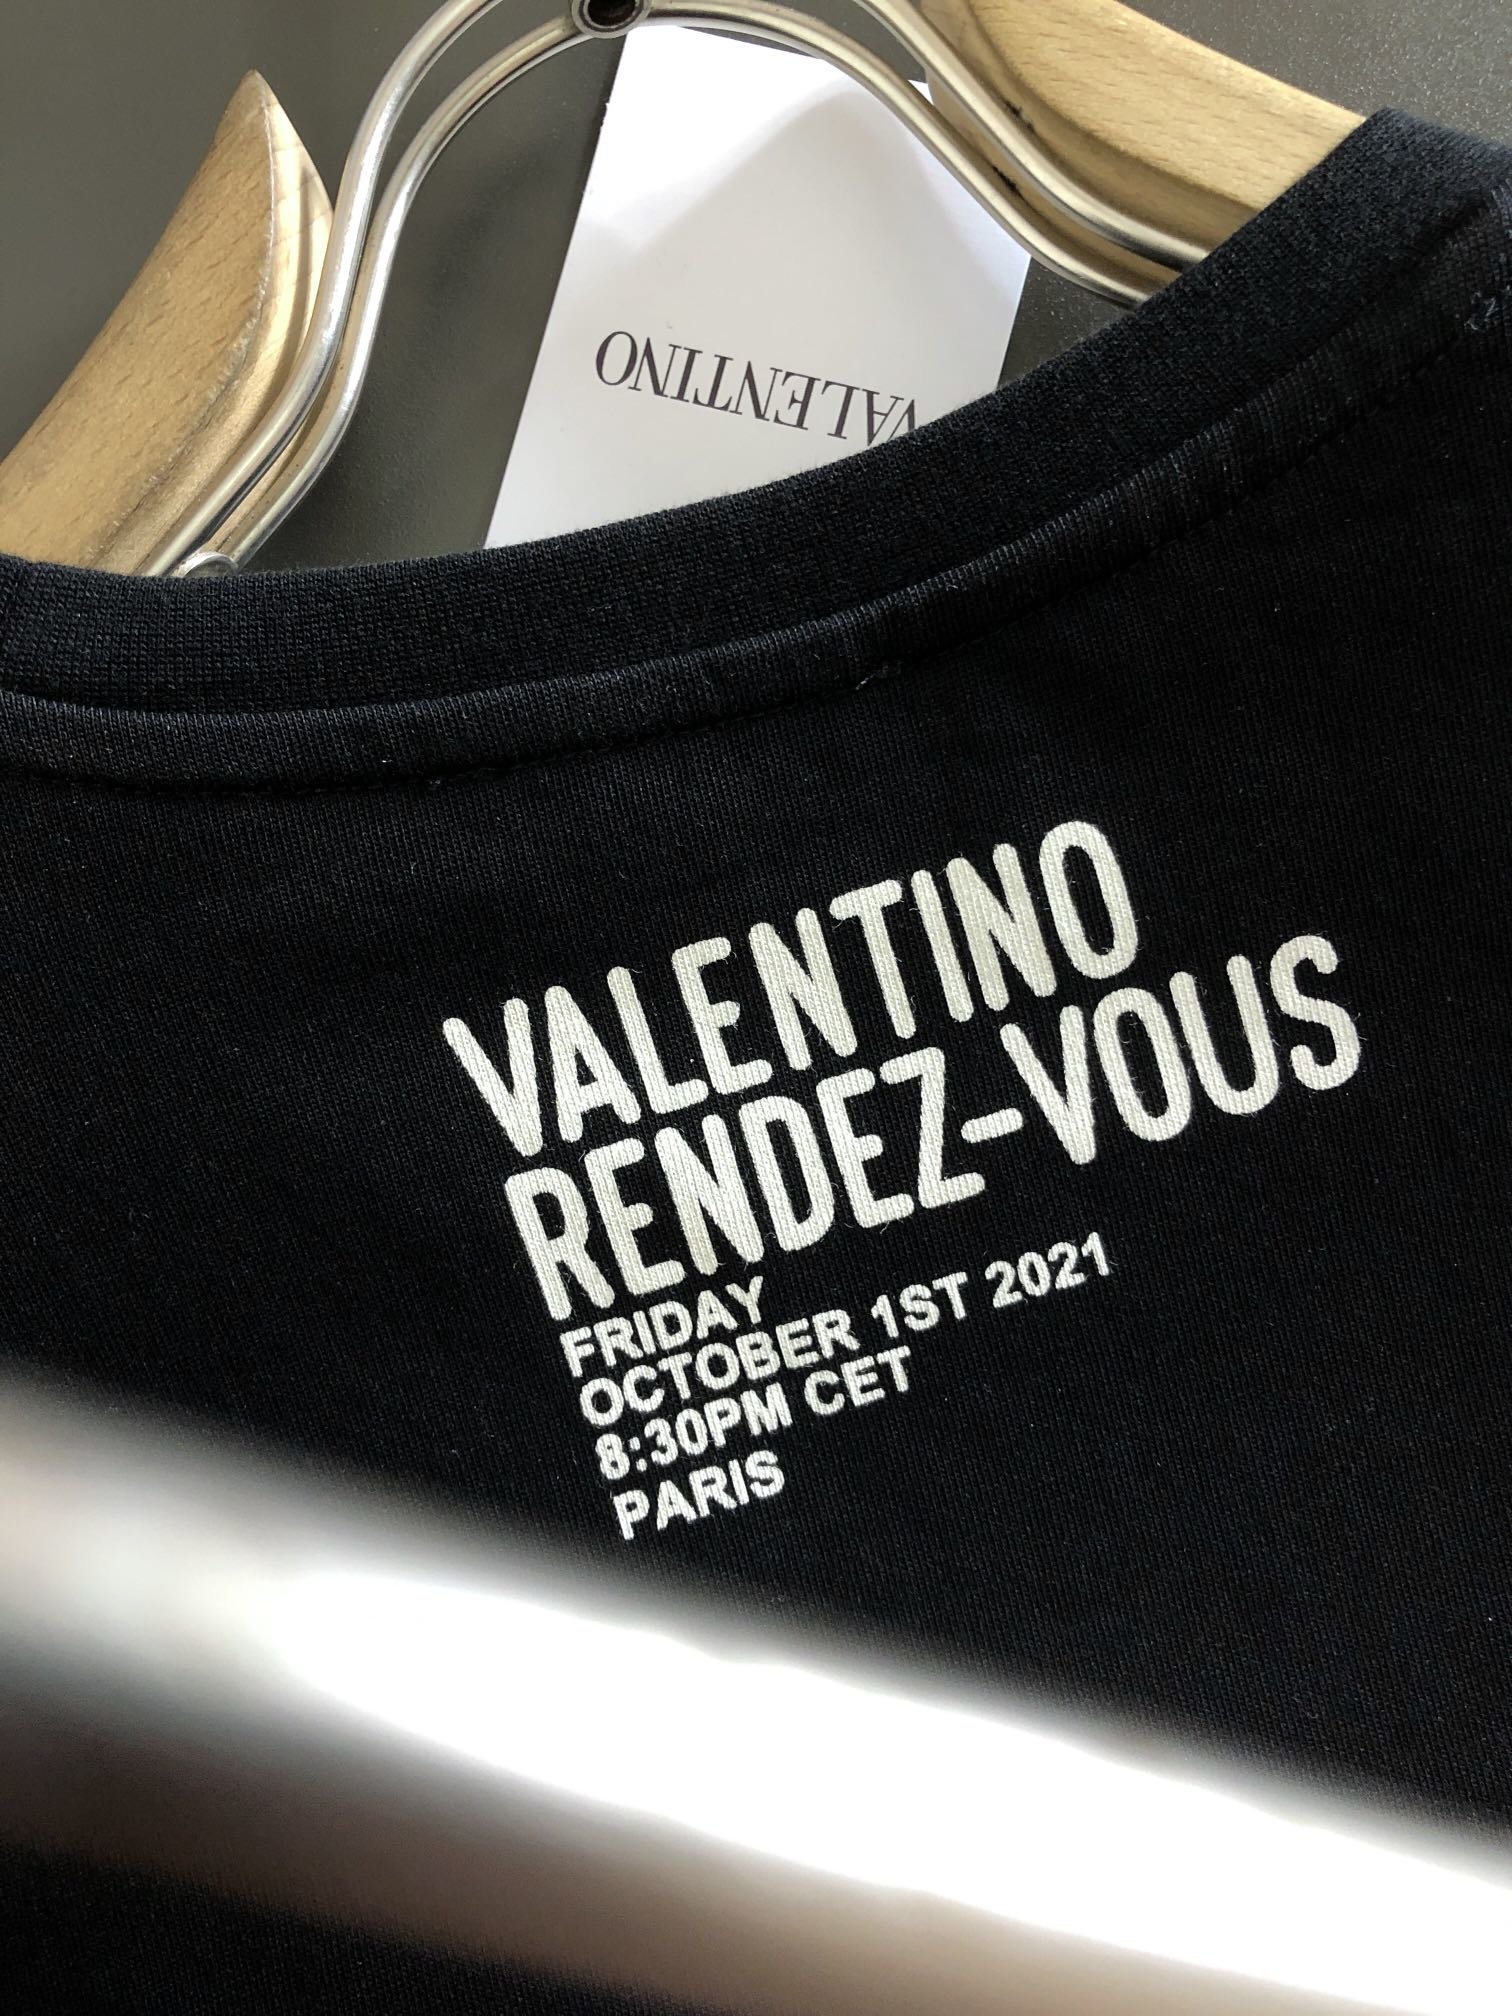 VALENTINO
VALENTINO
RENDEZ-VOUS
FRIDAY
OCTOBER 1ST 2021
8:30PM CET
PARIS